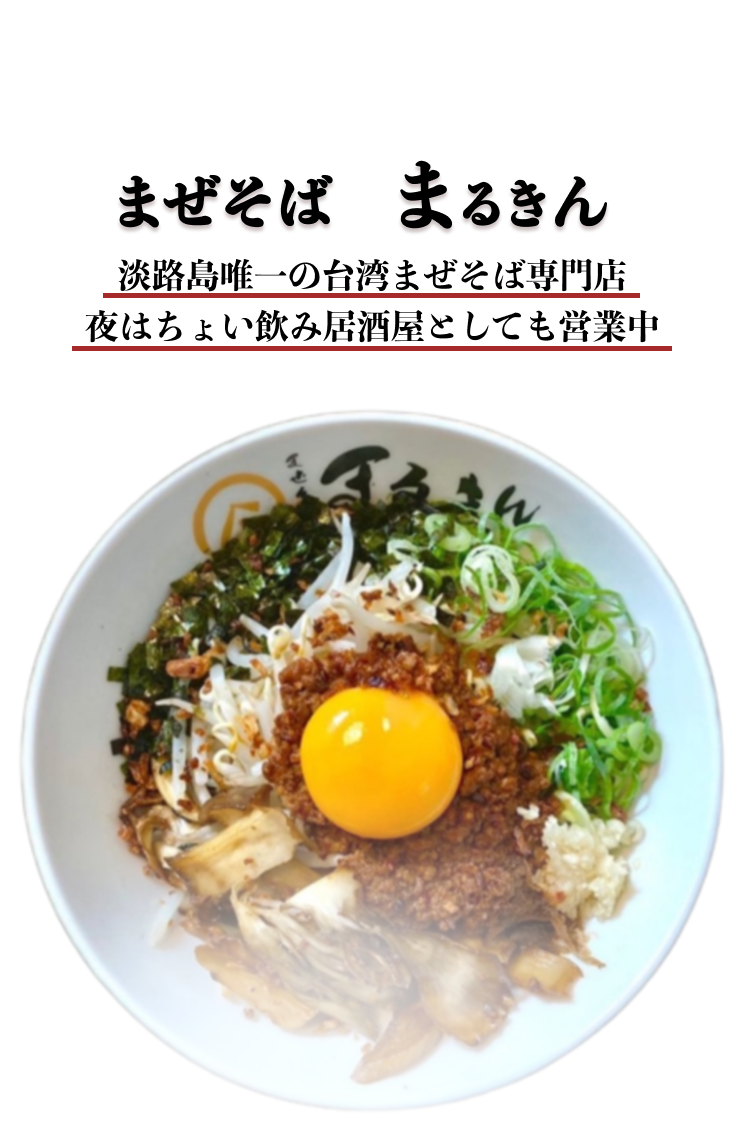 まぜそば　まるきん
淡路島唯一の台湾まぜそば専門店
夜はちょい飲み居酒屋としても営業中
まるきん